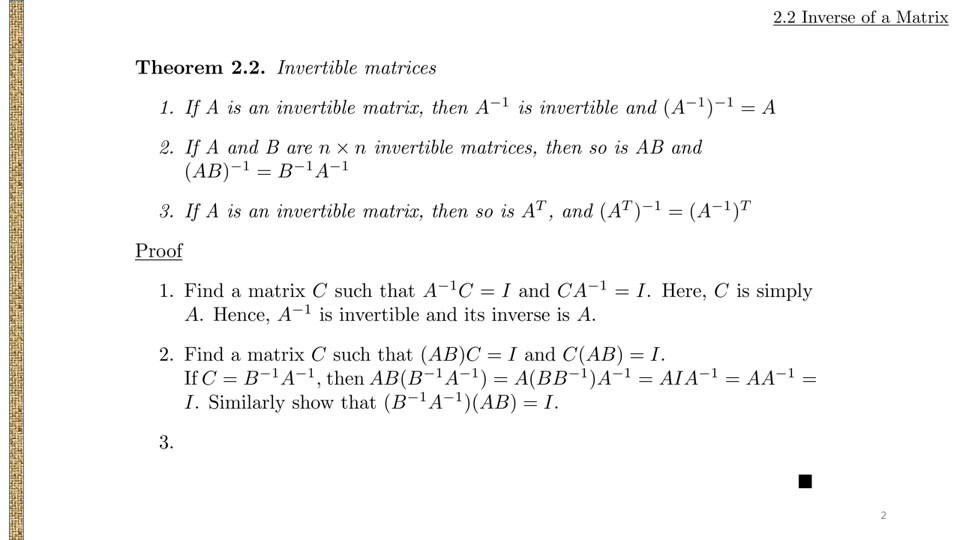 2.2 Inverse of a Matrix
Theorem 2.2. Invertible matrices
1. If A is an invertible matrix, then A⁻¹ is invertible and (A⁻¹)⁻¹ = A
2. If A and B are n × n invertible matrices, then so is AB and
(AB)⁻¹ = B⁻¹A⁻¹
3. If A is an invertible matrix, then so is Aᵀ, and (Aᵀ)⁻¹ = (A⁻¹)ᵀ
Proof
1. Find a matrix C such that A⁻¹C = I and CA⁻¹ = I. Here, C is simply
A. Hence, A⁻¹ is invertible and its inverse is A.
2. Find a matrix C such that (AB)C = I and C(AB) = I.
If C = B⁻¹A⁻¹, then AB(B⁻¹A⁻¹) = A(BB⁻¹)A⁻¹ = AIA⁻¹ = AA⁻¹ =
I. Similarly show that (B⁻¹A⁻¹)(AB) = I.
3.
■
2